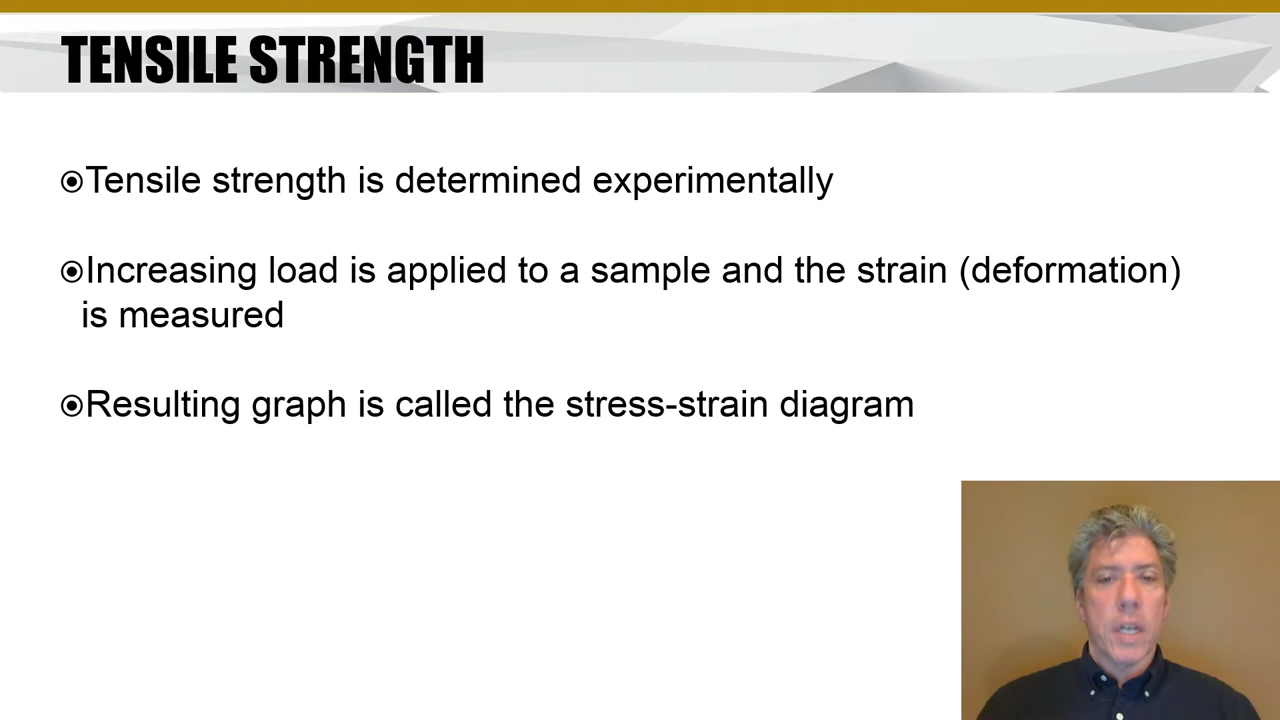 TENSILE STRENGTH
⦿Tensile strength is determined experimentally
⦿Increasing load is applied to a sample and the strain (deformation)
is measured
⦿Resulting graph is called the stress-strain diagram